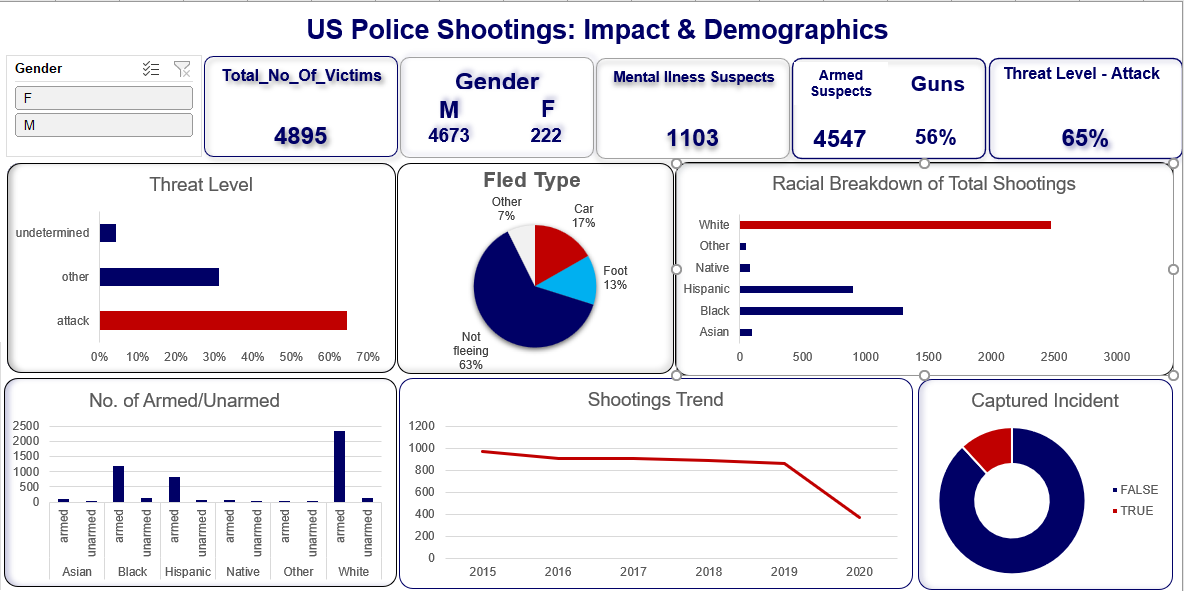 US Police Shootings: Impact & Demographics
Gender
F
M
Total_No_Of_Victims
4895
Gender
M F
4673 222
Mental Ilness Suspects
1103
Armed
Suspects
4547
Guns
56%
Threat Level - Attack
65%
Threat Level
undetermined
other
attack
0% 10% 20% 30% 40% 50% 60% 70%
Fled Type
Other
7%
Car
17%
Foot
13%
Not
fleeing
63%
Racial Breakdown of Total Shootings
White
Other
Native
Hispanic
Black
Asian
0 500 1000 1500 2000 2500 3000
No. of Armed/Unarmed
2500
2000
1500
1000
500
0
armed unarmed armed unarmed armed unarmed armed unarmed armed unarmed armed unarmed
Asian Black Hispanic Native Other White
Shootings Trend
1200
1000
800
600
400
200
0
2015 2016 2017 2018 2019 2020
Captured Incident
FALSE
TRUE